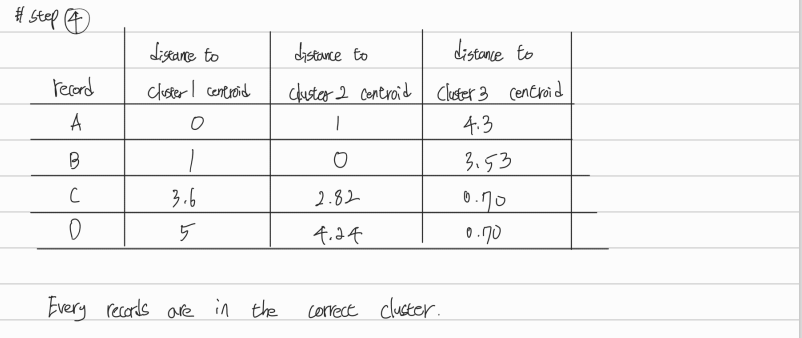 # step ④
distance to distance to distance to
record cluster 1 centroid cluster 2 centroid cluster 3 centroid
A 0 1 4.3
B 1 0 3.53
C 3.6 2.82 0.70
D 5 4.24 0.70
Every records are in the correct cluster.